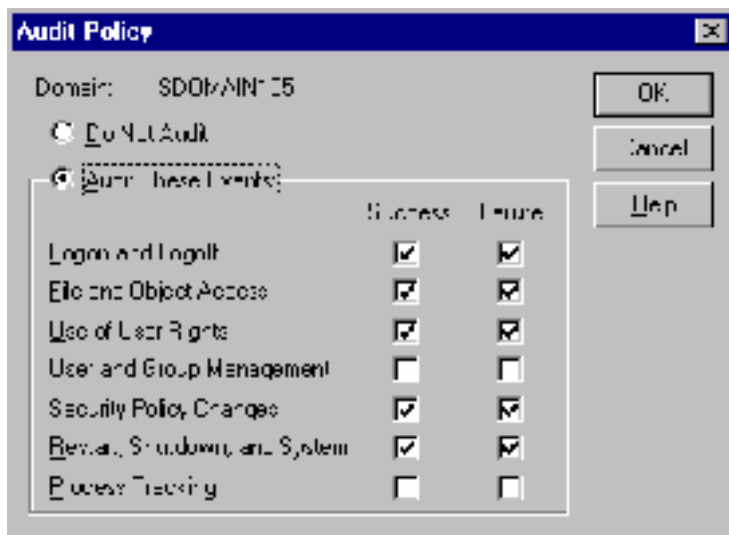 Audit Policy
Domain: SDOMAIN105
OK
Do Not Audit
Cancel
Audit These Events:
Help
Success Failure
Logon and Logoff
File and Object Access
Use of User Rights
User and Group Management
Security Policy Changes
Restart, Shutdown, and System
Process Tracking